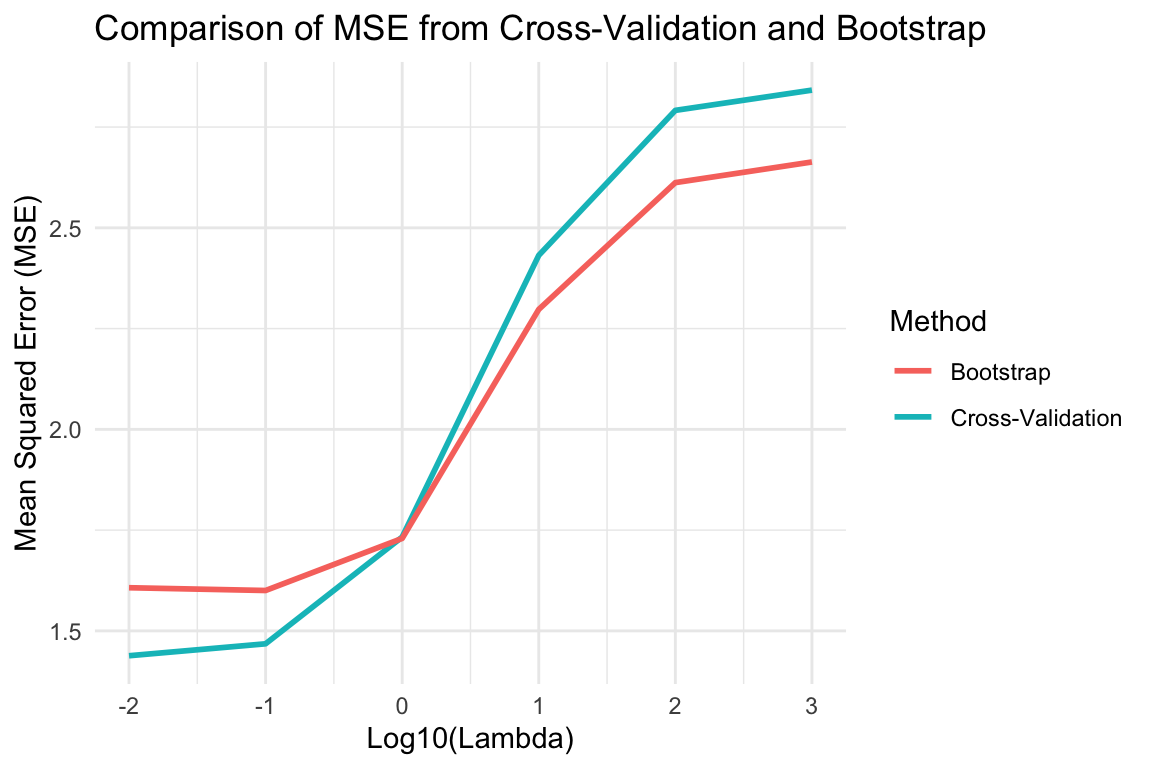 Comparison of MSE from Cross-Validation and Bootstrap
Mean Squared Error (MSE)
2.5
2.0
1.5
-2 -1 0 1 2 3
Log10(Lambda)
Method
Bootstrap
Cross-Validation